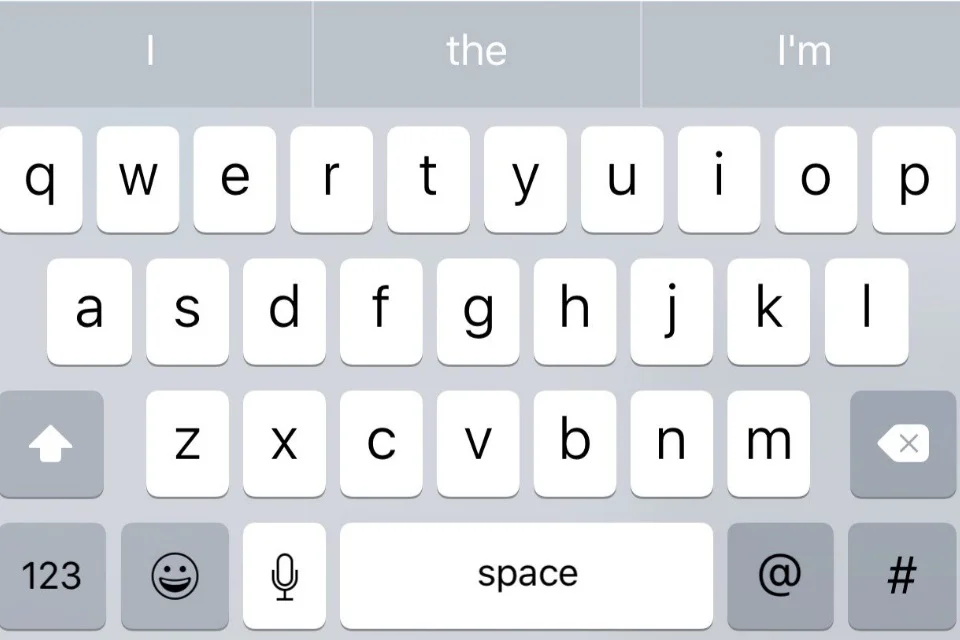 I the I'm
q w e r t y u i o p
a s d f g h j k l
z x c v b n m
123 space @ #